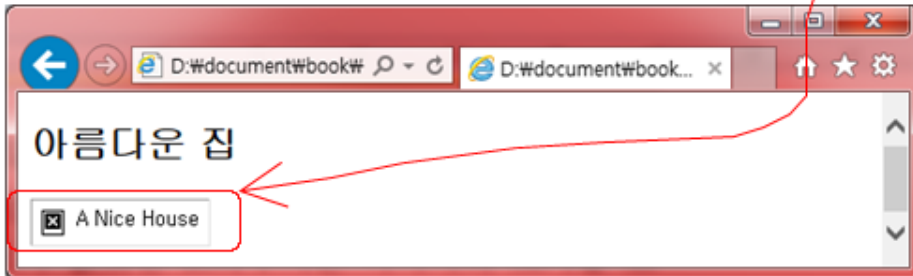 D:₩document₩book₩
D:₩document₩book...
아름다운 집
A Nice House